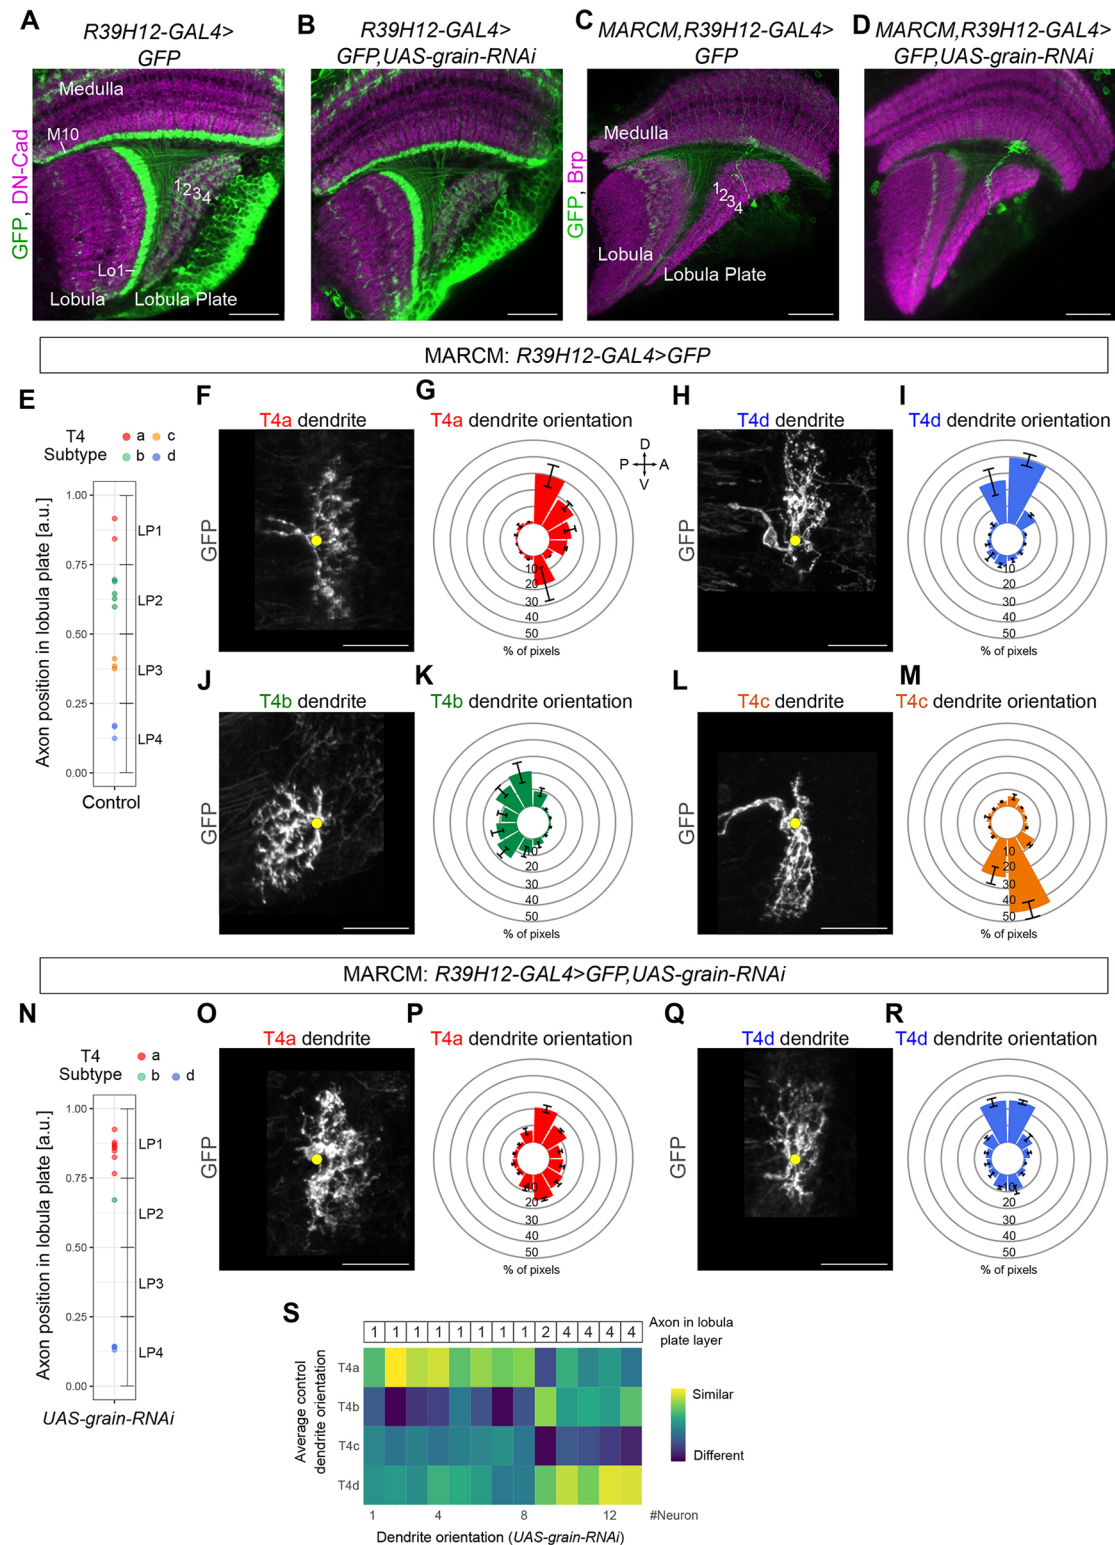 A
R39H12-GAL4>
GFP
B
R39H12-GAL4>
GFP,UAS-grain-RNAi
C
MARCM,R39H12-GAL4>
GFP
D
MARCM,R39H12-GAL4>
GFP,UAS-grain-RNAi
GFP, DN-Cad
Medulla
M10
1234
Lo1
Lobula
Lobula Plate
GFP, Brp
Medulla
1234
Lobula
Lobula Plate
MARCM: R39H12-GAL4>GFP
E
T4
Subtype
a
c
b
d
Axon position in lobula plate [a.u.]
1.00
0.75
0.50
0.25
0.00
LP1
LP2
LP3
LP4
Control
F
T4a dendrite
GFP
G
T4a dendrite orientation
D
P
A
V
10
20
30
40
50
% of pixels
H
T4d dendrite
GFP
I
T4d dendrite orientation
10
20
30
40
50
% of pixels
J
T4b dendrite
GFP
K
T4b dendrite orientation
10
20
30
40
50
% of pixels
L
T4c dendrite
GFP
M
T4c dendrite orientation
10
20
30
40
50
% of pixels
MARCM: R39H12-GAL4>GFP,UAS-grain-RNAi
N
T4
Subtype
a
b
d
Axon position in lobula plate [a.u.]
1.00
0.75
0.50
0.25
0.00
LP1
LP2
LP3
LP4
UAS-grain-RNAi
O
T4a dendrite
GFP
P
T4a dendrite orientation
10
20
30
40
50
% of pixels
Q
T4d dendrite
GFP
R
T4d dendrite orientation
10
20
30
40
50
% of pixels
S
1 1 1 1 1 1 1 1 2 4 4 4 4
Axon in lobula
plate layer
Average control
dendrite orientation
T4a
T4b
T4c
T4d
Similar
Different
1 4 8 12 #Neuron
Dendrite orientation (UAS-grain-RNAi)